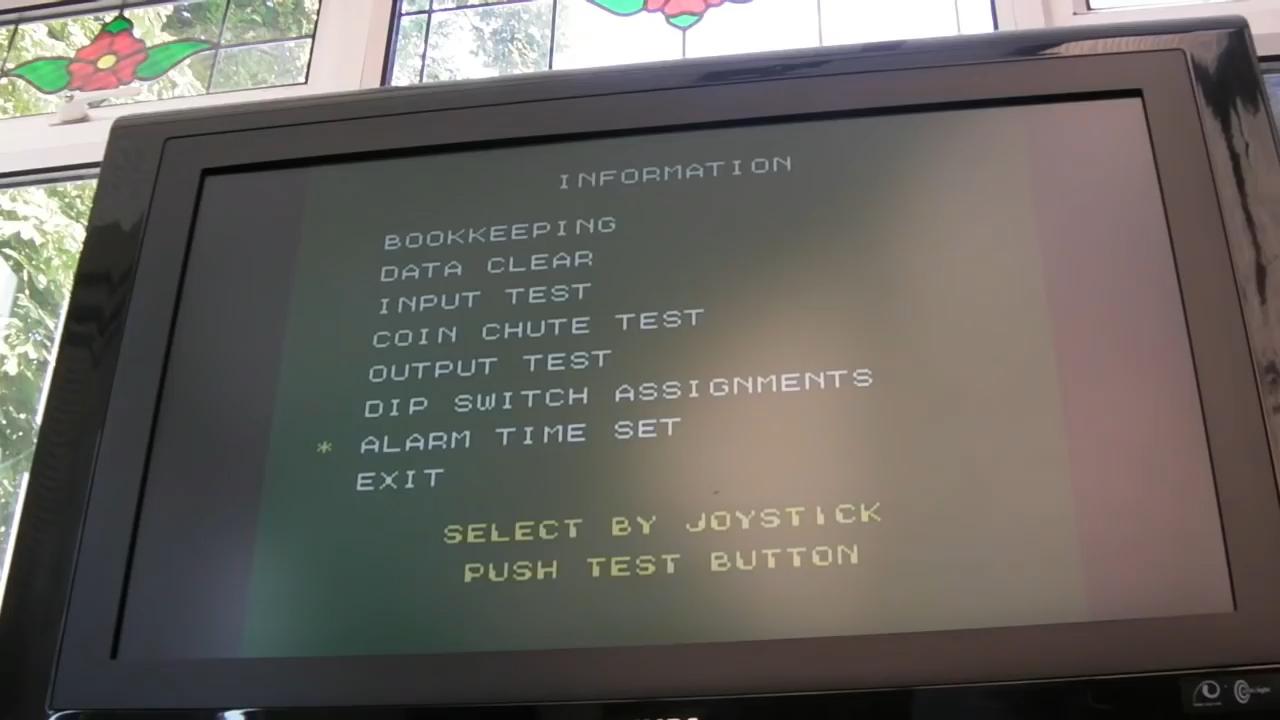 INFORMATION
BOOKKEEPING
DATA CLEAR
INPUT TEST
COIN CHUTE TEST
OUTPUT TEST
DIP SWITCH ASSIGNMENTS
* ALARM TIME SET
EXIT
SELECT BY JOYSTICK
PUSH TEST BUTTON